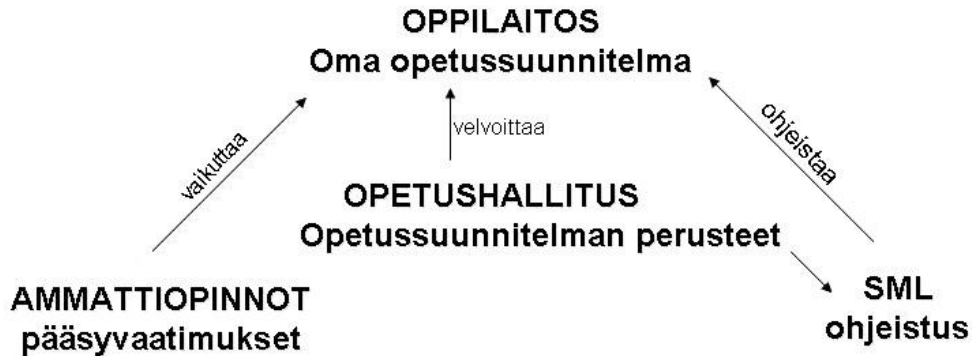 OPPILAITOS
Oma opetussuunnitelma
vaikuttaa
velvoittaa
ohjeistaa
OPETUSHALLITUS
Opetussuunnitelman perusteet
AMMATTIOPINNOT
pääsyvaatimukset
SML
ohjeistus